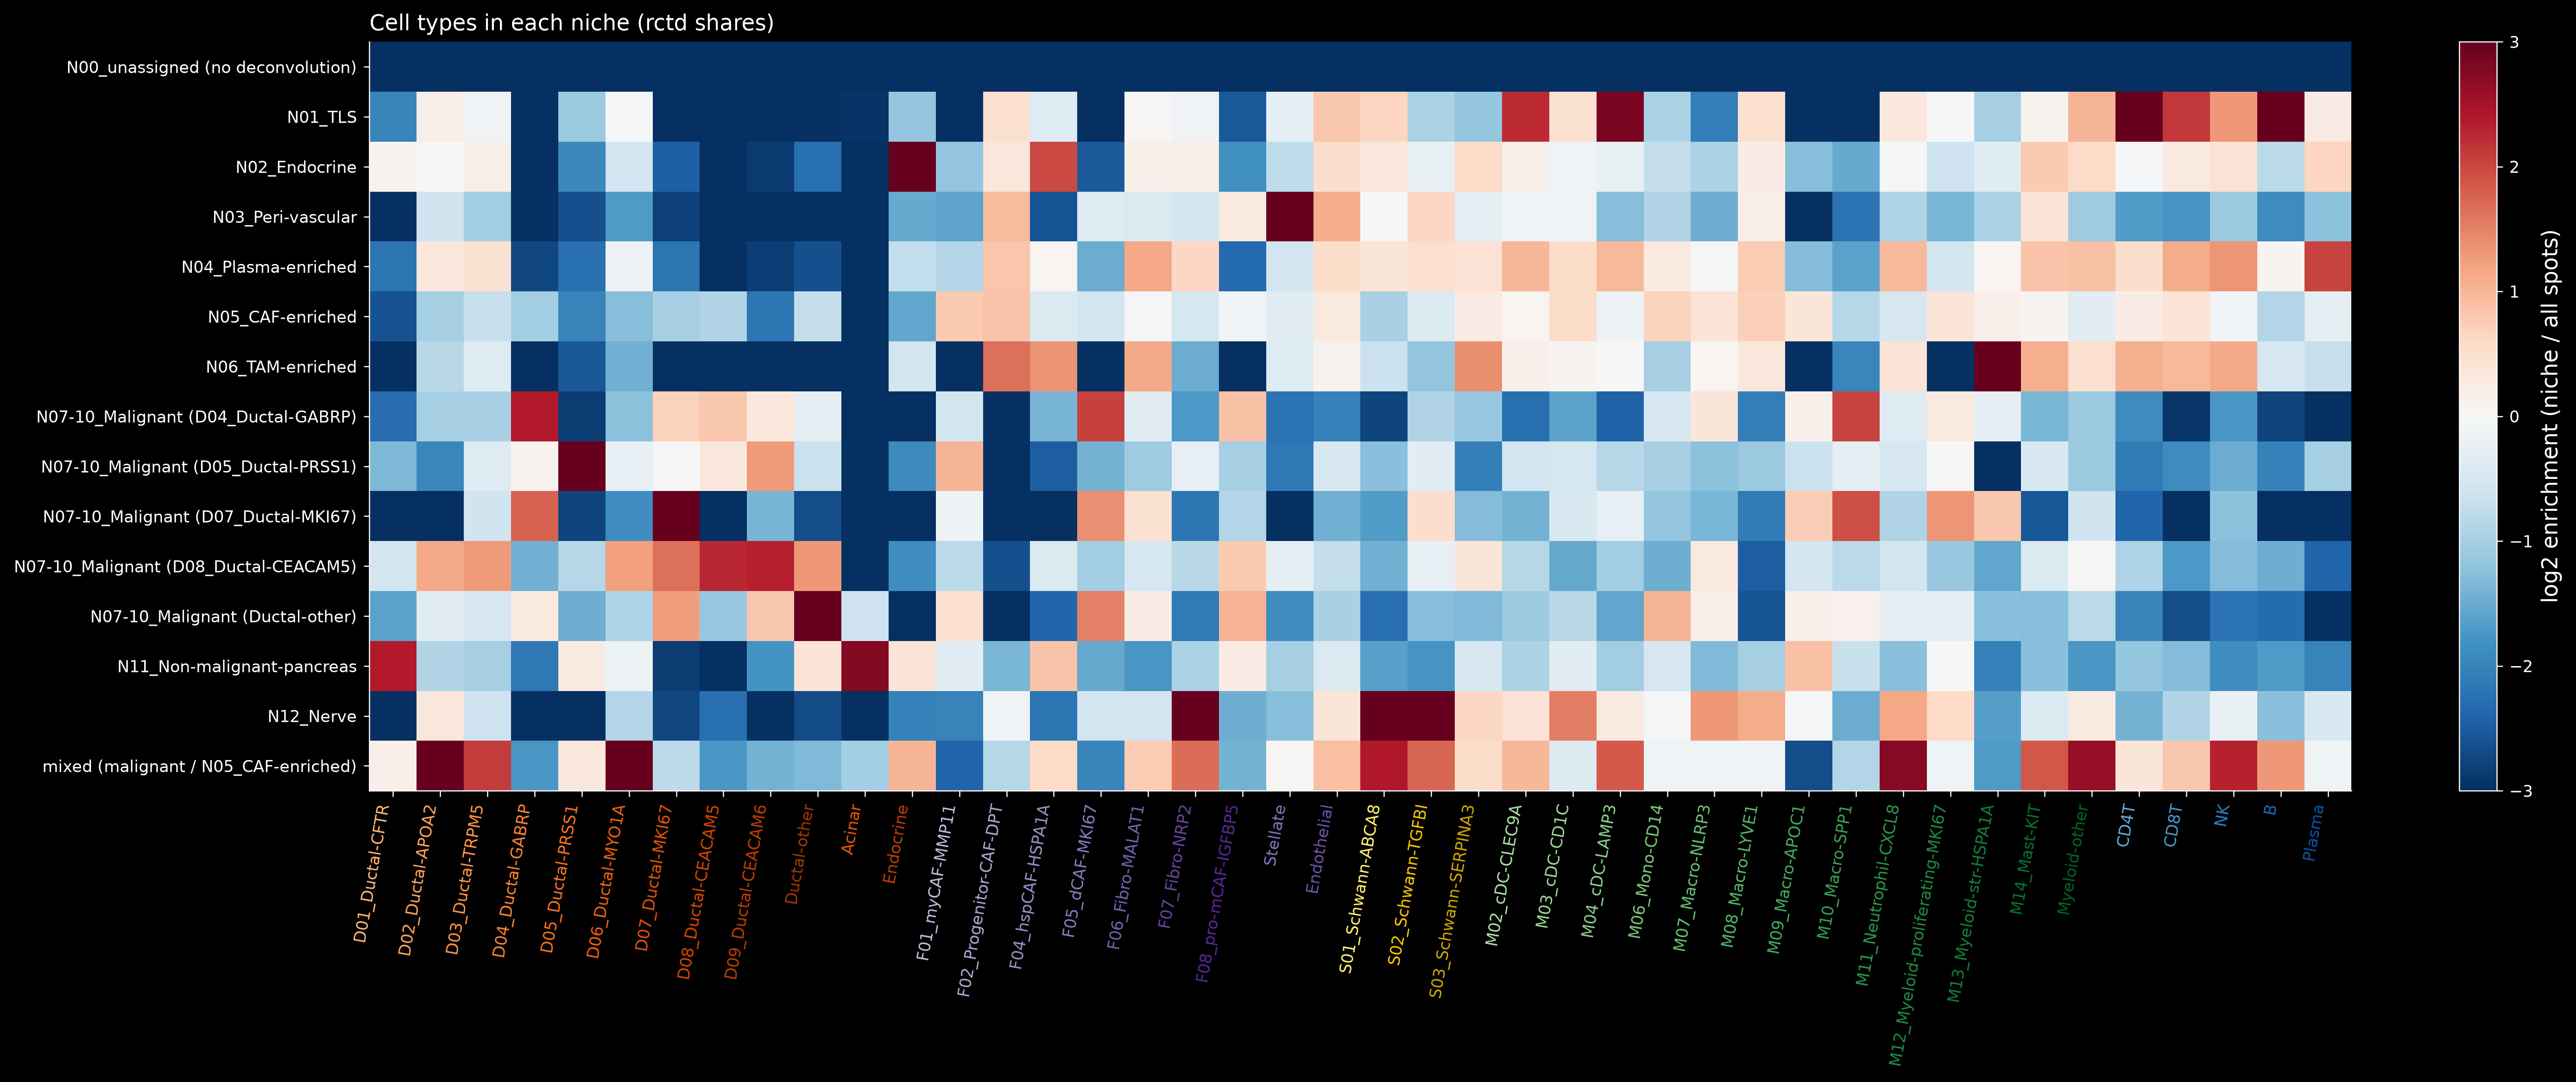 Cell types in each niche (rctd shares)
N00_unassigned (no deconvolution)
N01_TLS
N02_Endocrine
N03_Peri-vascular
N04_Plasma-enriched
N05_CAF-enriched
N06_TAM-enriched
N07-10_Malignant (D04_Ductal-GABRP)
N07-10_Malignant (D05_Ductal-PRSS1)
N07-10_Malignant (D07_Ductal-MKI67)
N07-10_Malignant (D08_Ductal-CEACAM5)
N07-10_Malignant (Ductal-other)
N11_Non-malignant-pancreas
N12_Nerve
mixed (malignant / N05_CAF-enriched)
D01_Ductal-CFTR
D02_Ductal-APOA2
D03_Ductal-TRPM5
D04_Ductal-GABRP
D05_Ductal-PRSS1
D06_Ductal-MYO1A
D07_Ductal-MKI67
D08_Ductal-CEACAM5
D09_Ductal-CEACAM6
Ductal-other
Acinar
Endocrine
F01_myCAF-MMP11
F02_Progenitor-CAF-DPT
F04_hspCAF-HSPA1A
F05_dCAF-MKI67
F06_Fibro-MALAT1
F07_Fibro-NRP2
F08_pro-mCAF-IGFBP5
Stellate
Endothelial
S01_Schwann-ABCA8
S02_Schwann-TGFBI
S03_Schwann-SERPINA3
M02_cDC-CLEC9A
M03_cDC-CD1C
M04_cDC-LAMP3
M06_Mono-CD14
M07_Macro-NLRP3
M08_Macro-LYVE1
M09_Macro-APOC1
M10_Macro-SPP1
M11_Neutrophil-CXCL8
M12_Myeloid-proliferating-MKI67
M13_Myeloid-str-HSPA1A
M14_Mast-KIT
Myeloid-other
CD4T
CD8T
NK
B
Plasma
3
2
1
0
−1
−2
−3
log2 enrichment (niche / all spots)